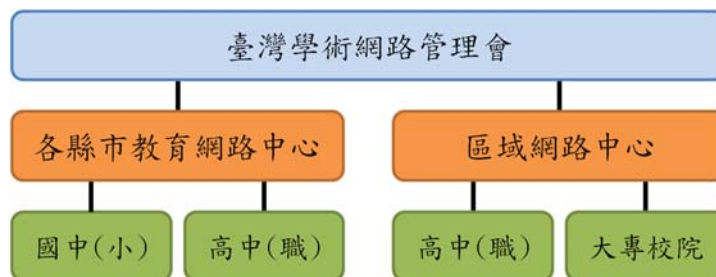 臺灣學術網路管理會
各縣市教育網路中心
區域網路中心
國中(小)
高中(職)
高中(職)
大專校院